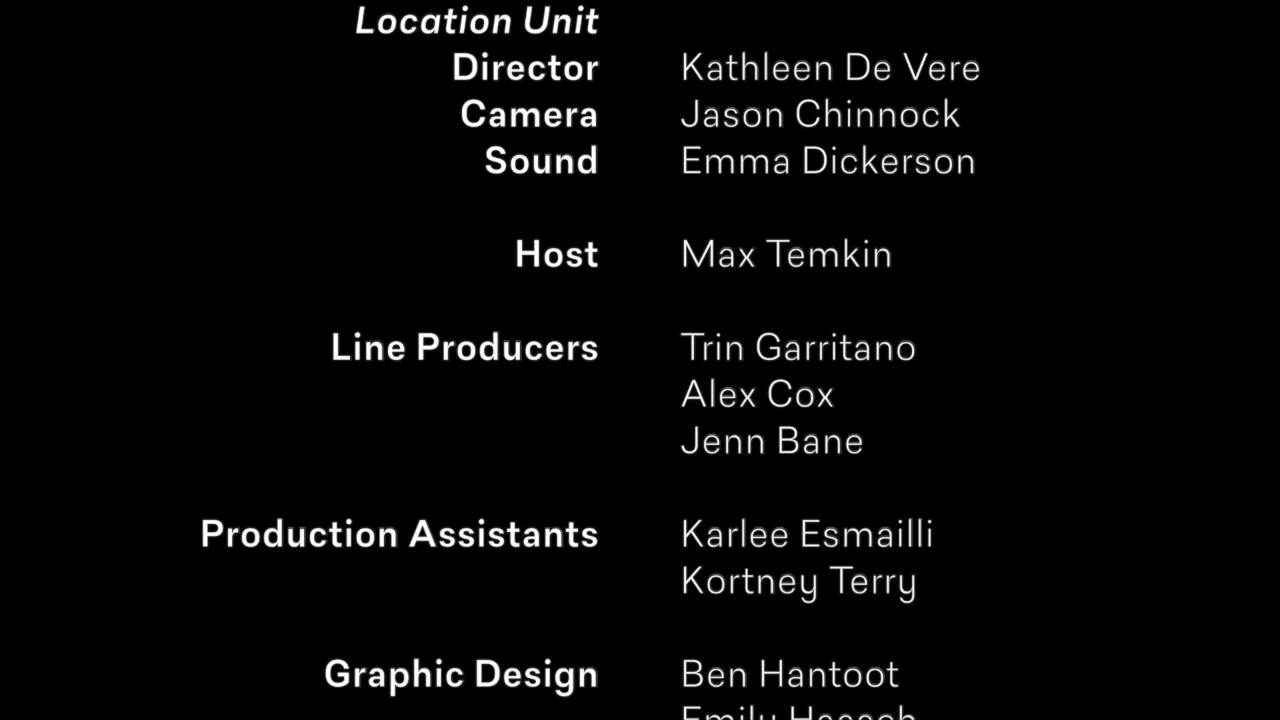 Location Unit
Director Kathleen De Vere
Camera Jason Chinnock
Sound Emma Dickerson
Host Max Temkin
Line Producers Trin Garritano
Alex Cox
Jenn Bane
Production Assistants Karlee Esmailli
Kortney Terry
Graphic Design Ben Hantoot
Emily